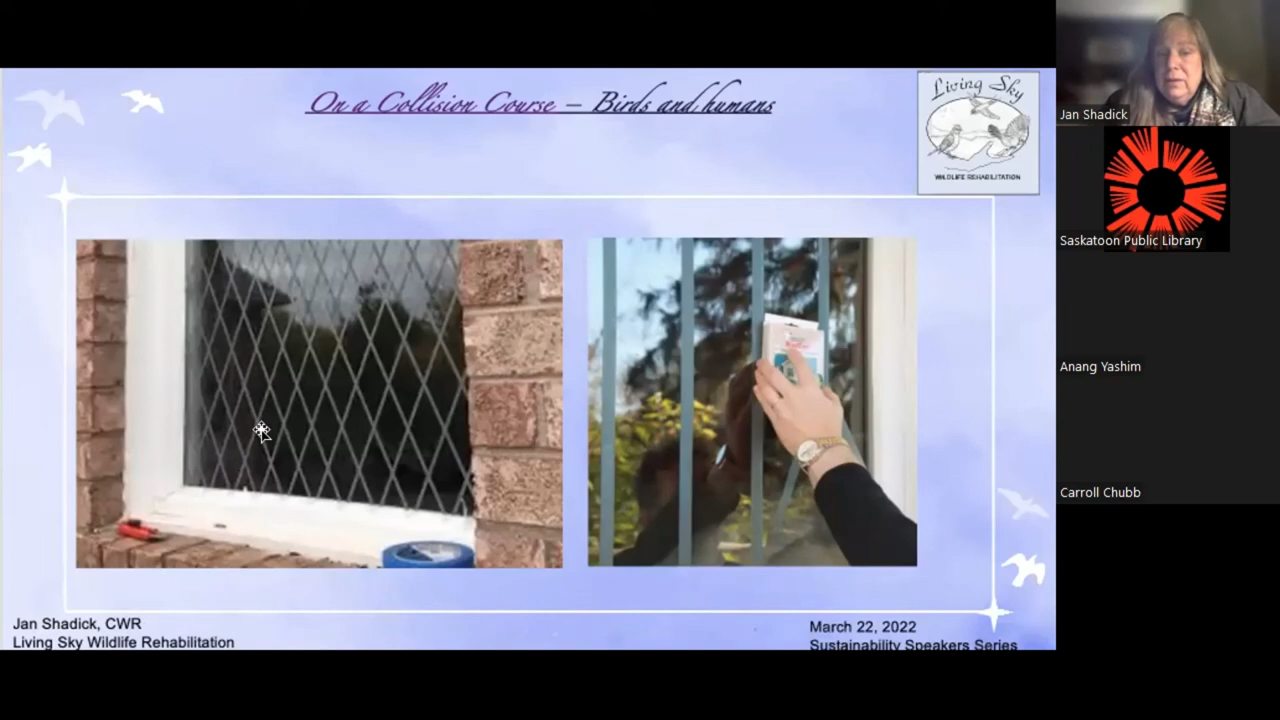 On a Collision Course – Birds and humans
Living Sky
WILDLIFE REHABILITATION
Jan Shadick, CWR
Living Sky Wildlife Rehabilitation
March 22, 2022
Sustainability Speakers Series
Jan Shadick
Saskatoon Public Library
Anang Yashim
Carroll Chubb